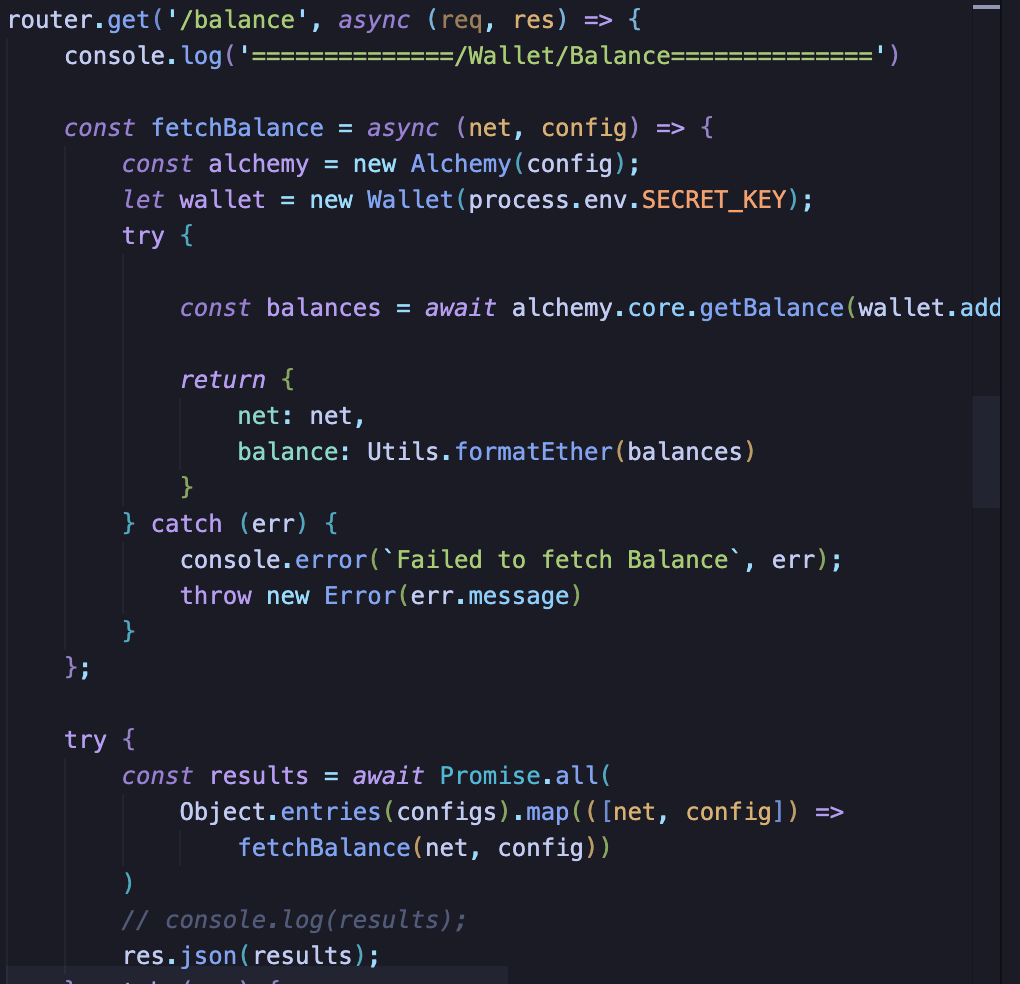 router.get('/balance', async (req, res) => {
    console.log('==============/Wallet/Balance==============')

    const fetchBalance = async (net, config) => {
        const alchemy = new Alchemy(config);
        let wallet = new Wallet(process.env.SECRET_KEY);
        try {

            const balances = await alchemy.core.getBalance(wallet.add

            return {
                net: net,
                balance: Utils.formatEther(balances)
            }
        } catch (err) {
            console.error(`Failed to fetch Balance`, err);
            throw new Error(err.message)
        }
    };

    try {
        const results = await Promise.all(
            Object.entries(configs).map(([net, config]) =>
                fetchBalance(net, config))
        )
        // console.log(results);
        res.json(results);